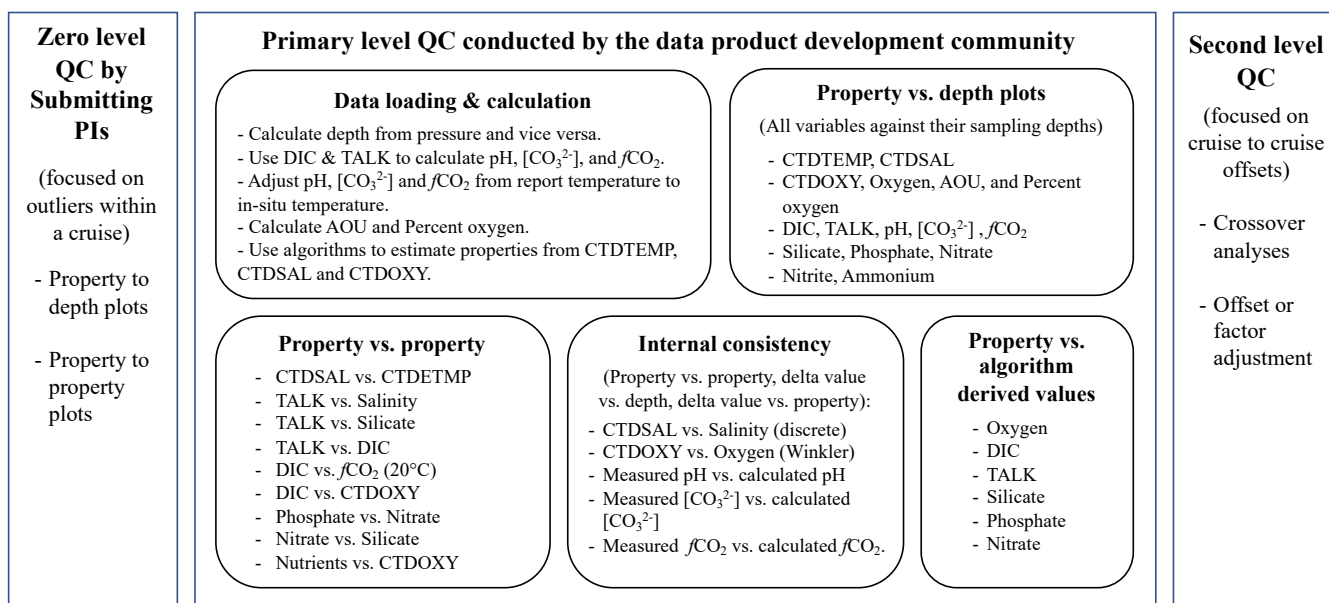 Zero level
QC by
Submitting
PIs
(focused on
outliers within
a cruise)
- Property to
depth plots
- Property to
property
plots
Primary level QC conducted by the data product development community
Data loading & calculation
- Calculate depth from pressure and vice versa.
- Use DIC & TALK to calculate pH, [CO₃²⁻], and fCO₂.
- Adjust pH, [CO₃²⁻] and fCO₂ from report temperature to
in-situ temperature.
- Calculate AOU and Percent oxygen.
- Use algorithms to estimate properties from CTDTEMP,
CTDSAL and CTDOXY.
Property vs. depth plots
(All variables against their sampling depths)
- CTDTEMP, CTDSAL
- CTDOXY, Oxygen, AOU, and Percent
oxygen
- DIC, TALK, pH, [CO₃²⁻] , fCO₂
- Silicate, Phosphate, Nitrate
- Nitrite, Ammonium
Property vs. property
- CTDSAL vs. CTDETMP
- TALK vs. Salinity
- TALK vs. Silicate
- TALK vs. DIC
- DIC vs. fCO₂ (20°C)
- DIC vs. CTDOXY
- Phosphate vs. Nitrate
- Nitrate vs. Silicate
- Nutrients vs. CTDOXY
Internal consistency
(Property vs. property, delta value
vs. depth, delta value vs. property):
- CTDSAL vs. Salinity (discrete)
- CTDOXY vs. Oxygen (Winkler)
- Measured pH vs. calculated pH
- Measured [CO₃²⁻] vs. calculated
[CO₃²⁻]
- Measured fCO₂ vs. calculated fCO₂.
Property vs.
algorithm
derived values
- Oxygen
- DIC
- TALK
- Silicate
- Phosphate
- Nitrate
Second level
QC
(focused on
cruise to cruise
offsets)
- Crossover
analyses
- Offset or
factor
adjustment